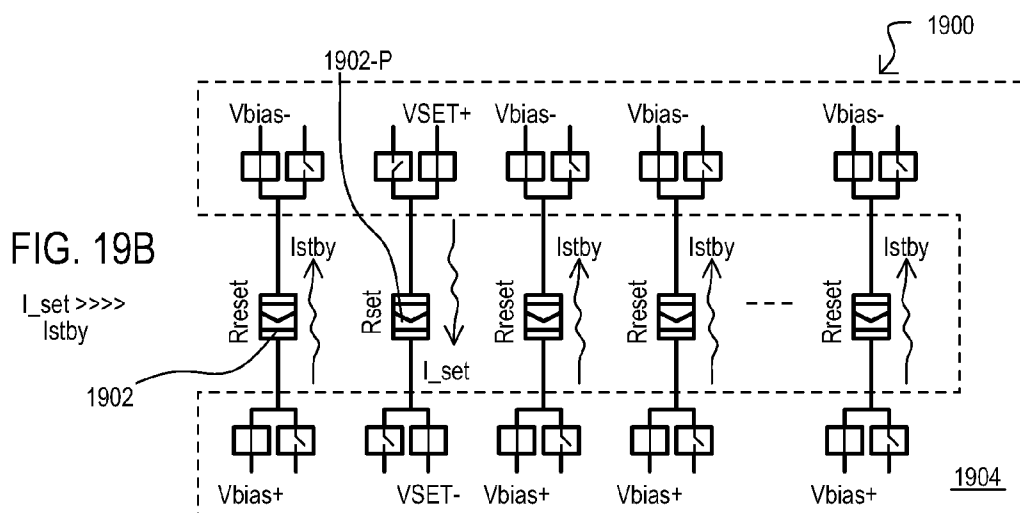 1900
1902-P
Vbias- VSET+ Vbias- Vbias- Vbias-
FIG. 19B
I_set >>>>
Istby
Rreset Istby Rset I_set Rreset Istby Rreset Istby Rreset Istby
1902
Vbias+ VSET- Vbias+ Vbias+ Vbias+
1904